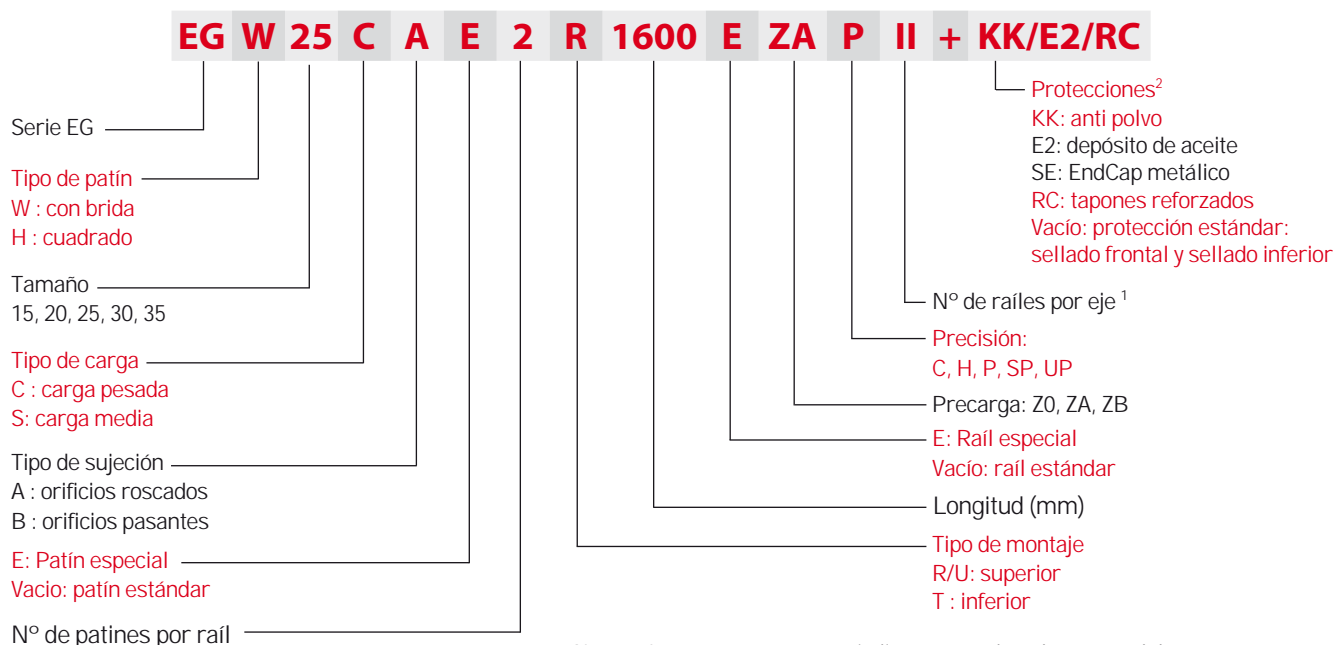 EG W 25 C A E 2 R 1600 E ZA P II + KK/E2/RC
Serie EG
Tipo de patín
W : con brida
H : cuadrado
Tamaño
15, 20, 25, 30, 35
Tipo de carga
C : carga pesada
S: carga media
Tipo de sujeción
A : orificios roscados
B : orificios pasantes
E: Patín especial
Vacio: patín estándar
Nº de patines por raíl
Protecciones²
KK: anti polvo
E2: depósito de aceite
SE: EndCap metálico
RC: tapones reforzados
Vacío: protección estándar:
sellado frontal y sellado inferior
Nº de raíles por eje ¹
Precisión:
C, H, P, SP, UP
Precarga: Z0, ZA, ZB
E: Raíl especial
Vacío: raíl estándar
Longitud (mm)
Tipo de montaje
R/U: superior
T : inferior